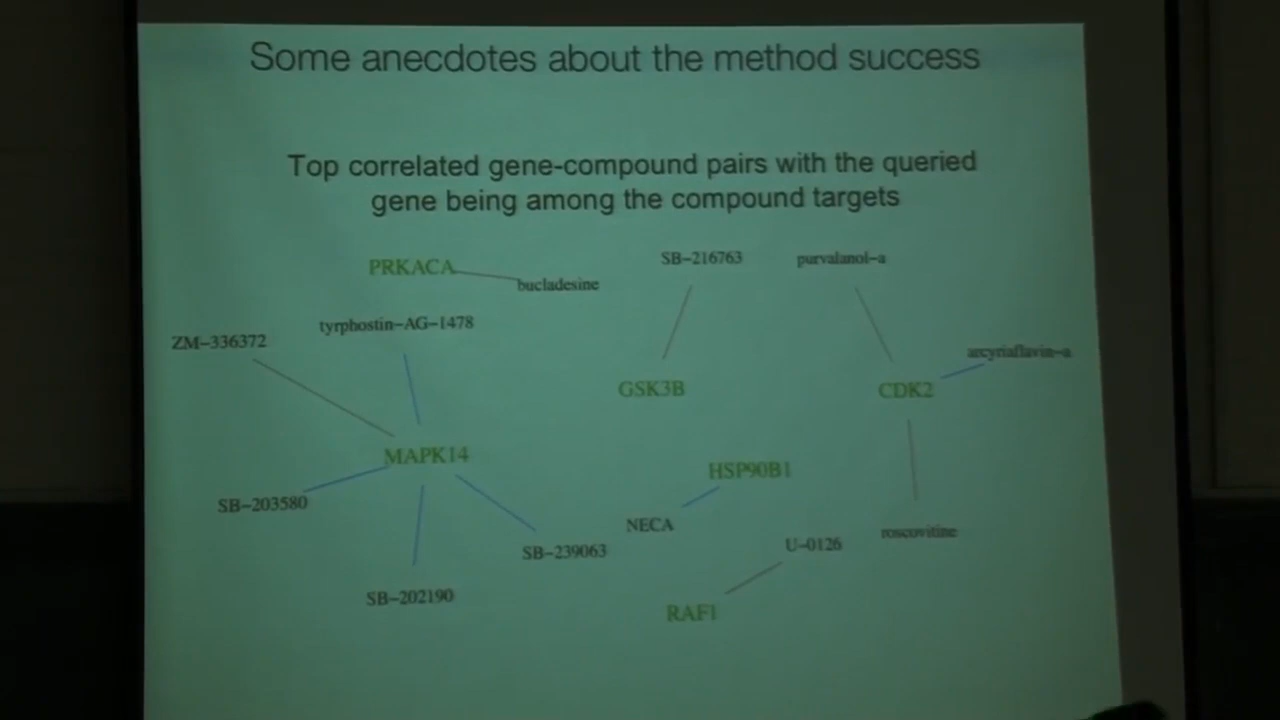 Some anecdotes about the method success
Top correlated gene-compound pairs with the queried
gene being among the compound targets
PRKACA
bucladesine
SB-216763
purvalanol-a
ZM-336372
tyrphostin-AG-1478
arcyriaflavin-a
GSK3B
CDK2
MAPK14
HSP90B1
SB-203580
NECA
SB-239063
U-0126
roscovitine
SB-202190
RAF1